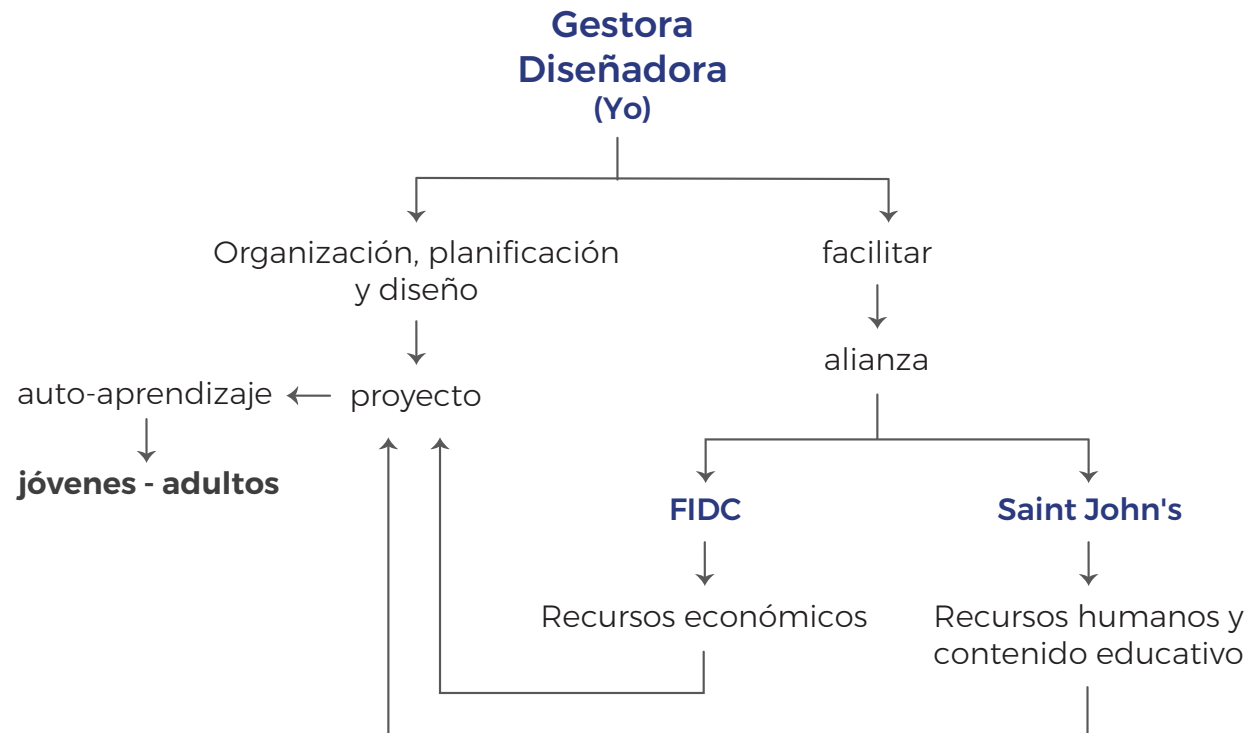 Gestora
Diseñadora
(Yo)
Organización, planificación
y diseño
facilitar
alianza
auto-aprendizaje
proyecto
jóvenes - adultos
FIDC
Saint John's
Recursos económicos
Recursos humanos y
contenido educativo